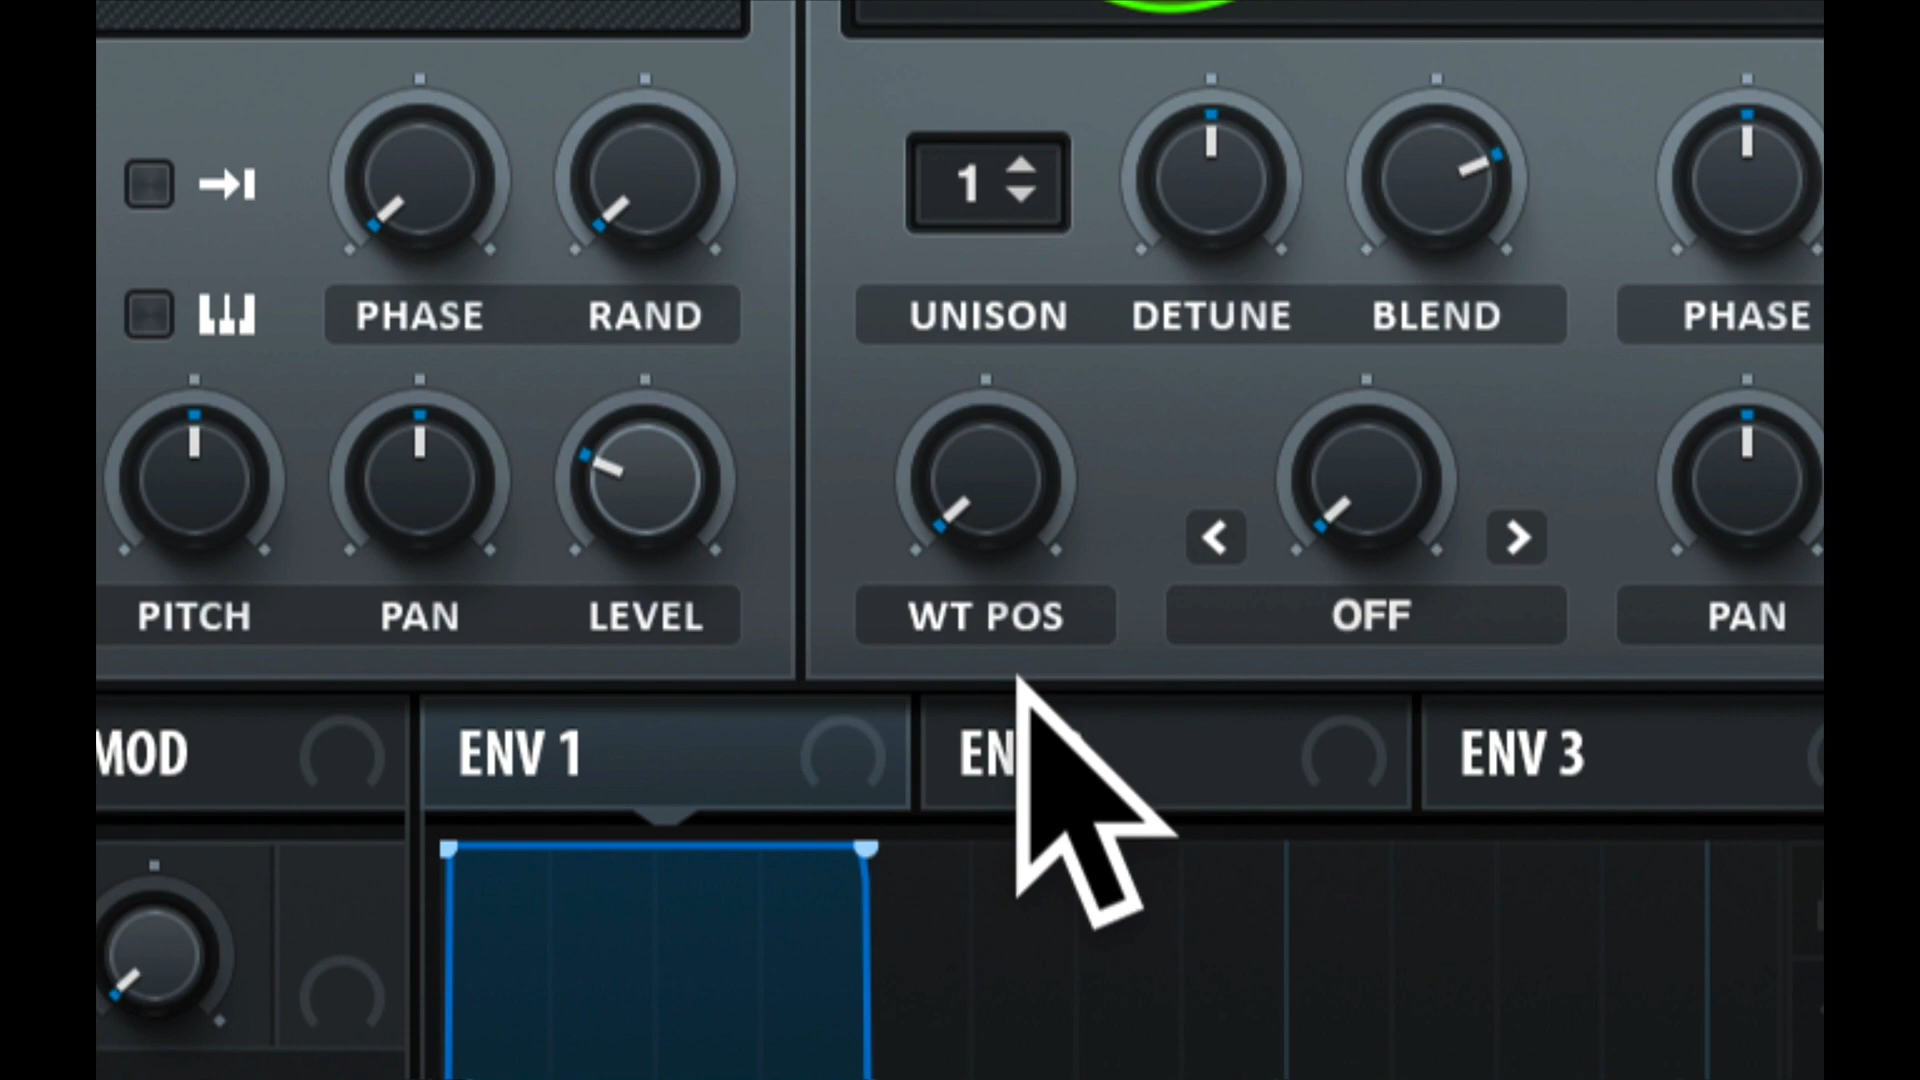 PHASE RAND
1
UNISON DETUNE BLEND
PHASE
PITCH PAN LEVEL
WT POS
OFF
PAN
MOD
ENV 1
ENV 3